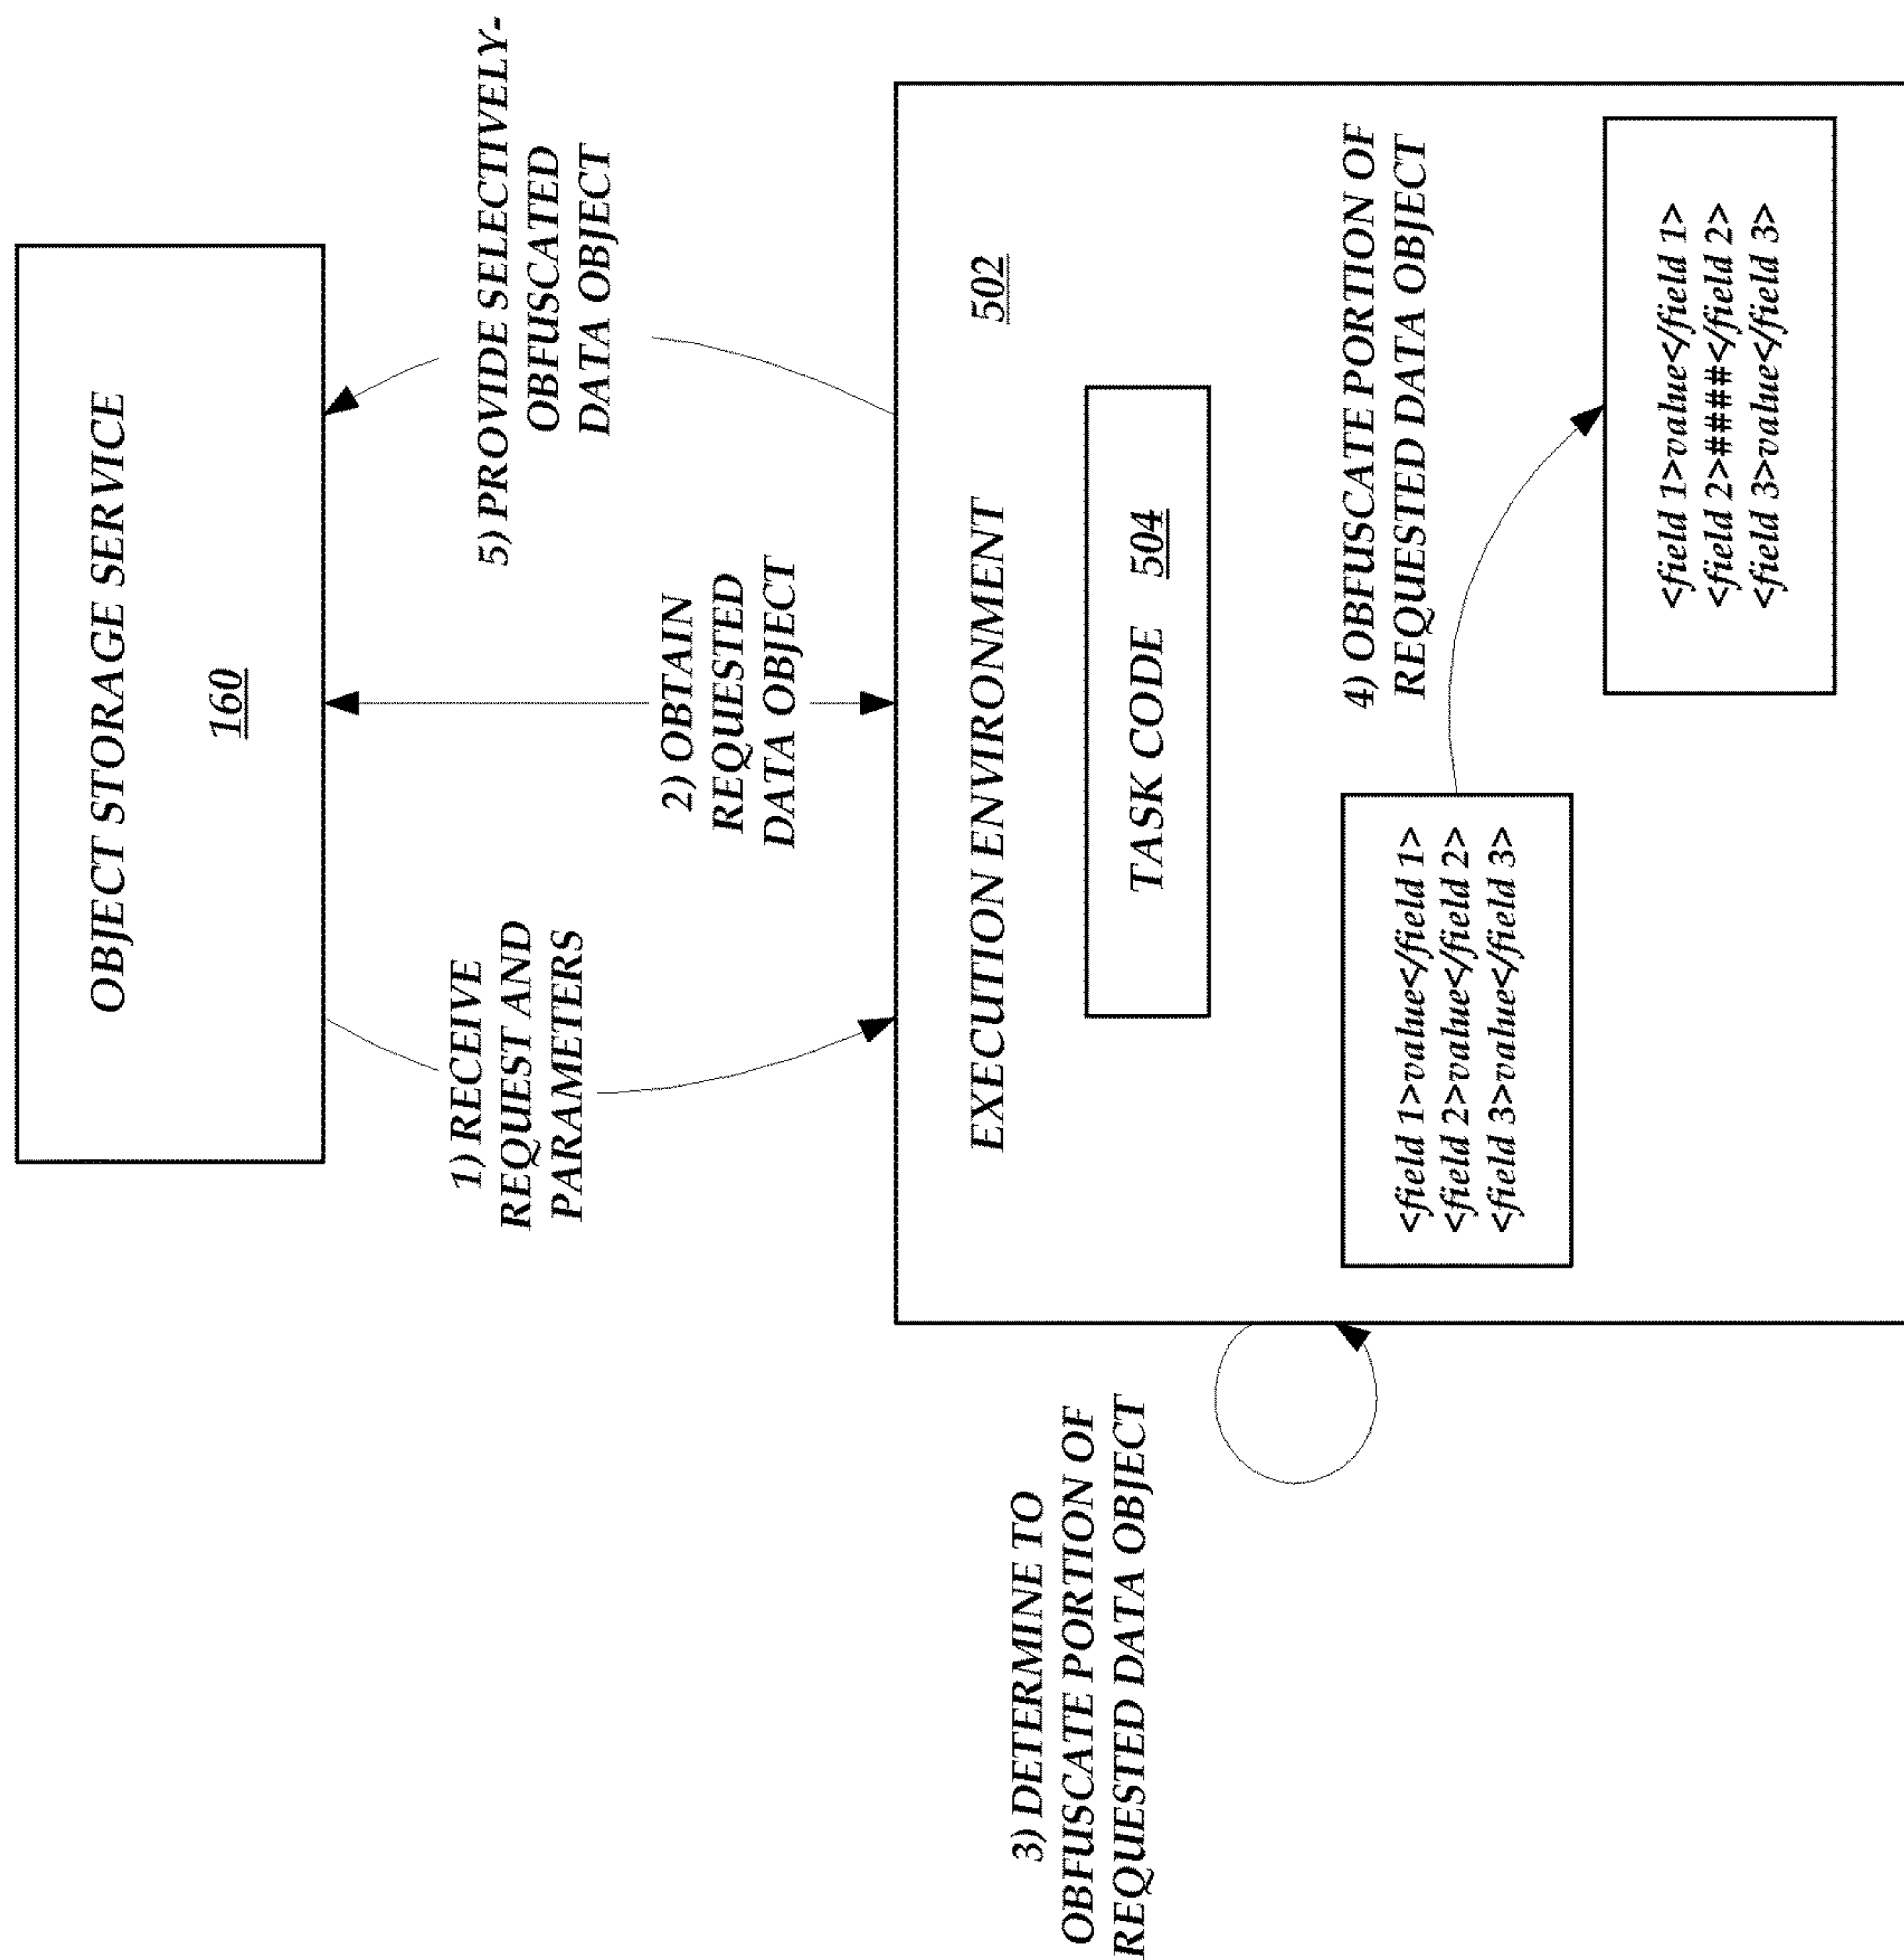 OBJECT STORAGE SERVICE
160
1) RECEIVE
REQUEST AND
PARAMETERS
2) OBTAIN
REQUESTED
DATA OBJECT
5) PROVIDE SELECTIVELY-
OBFUSCATED
DATA OBJECT
3) DETERMINE TO
OBFUSCATE PORTION OF
REQUESTED DATA OBJECT
EXECUTION ENVIRONMENT 502
TASK CODE 504
<field 1>value</field 1>
<field 2>value</field 2>
<field 3>value</field 3>
4) OBFUSCATE PORTION OF
REQUESTED DATA OBJECT
<field 1>value</field 1>
<field 2>#####</field 2>
<field 3>value</field 3>